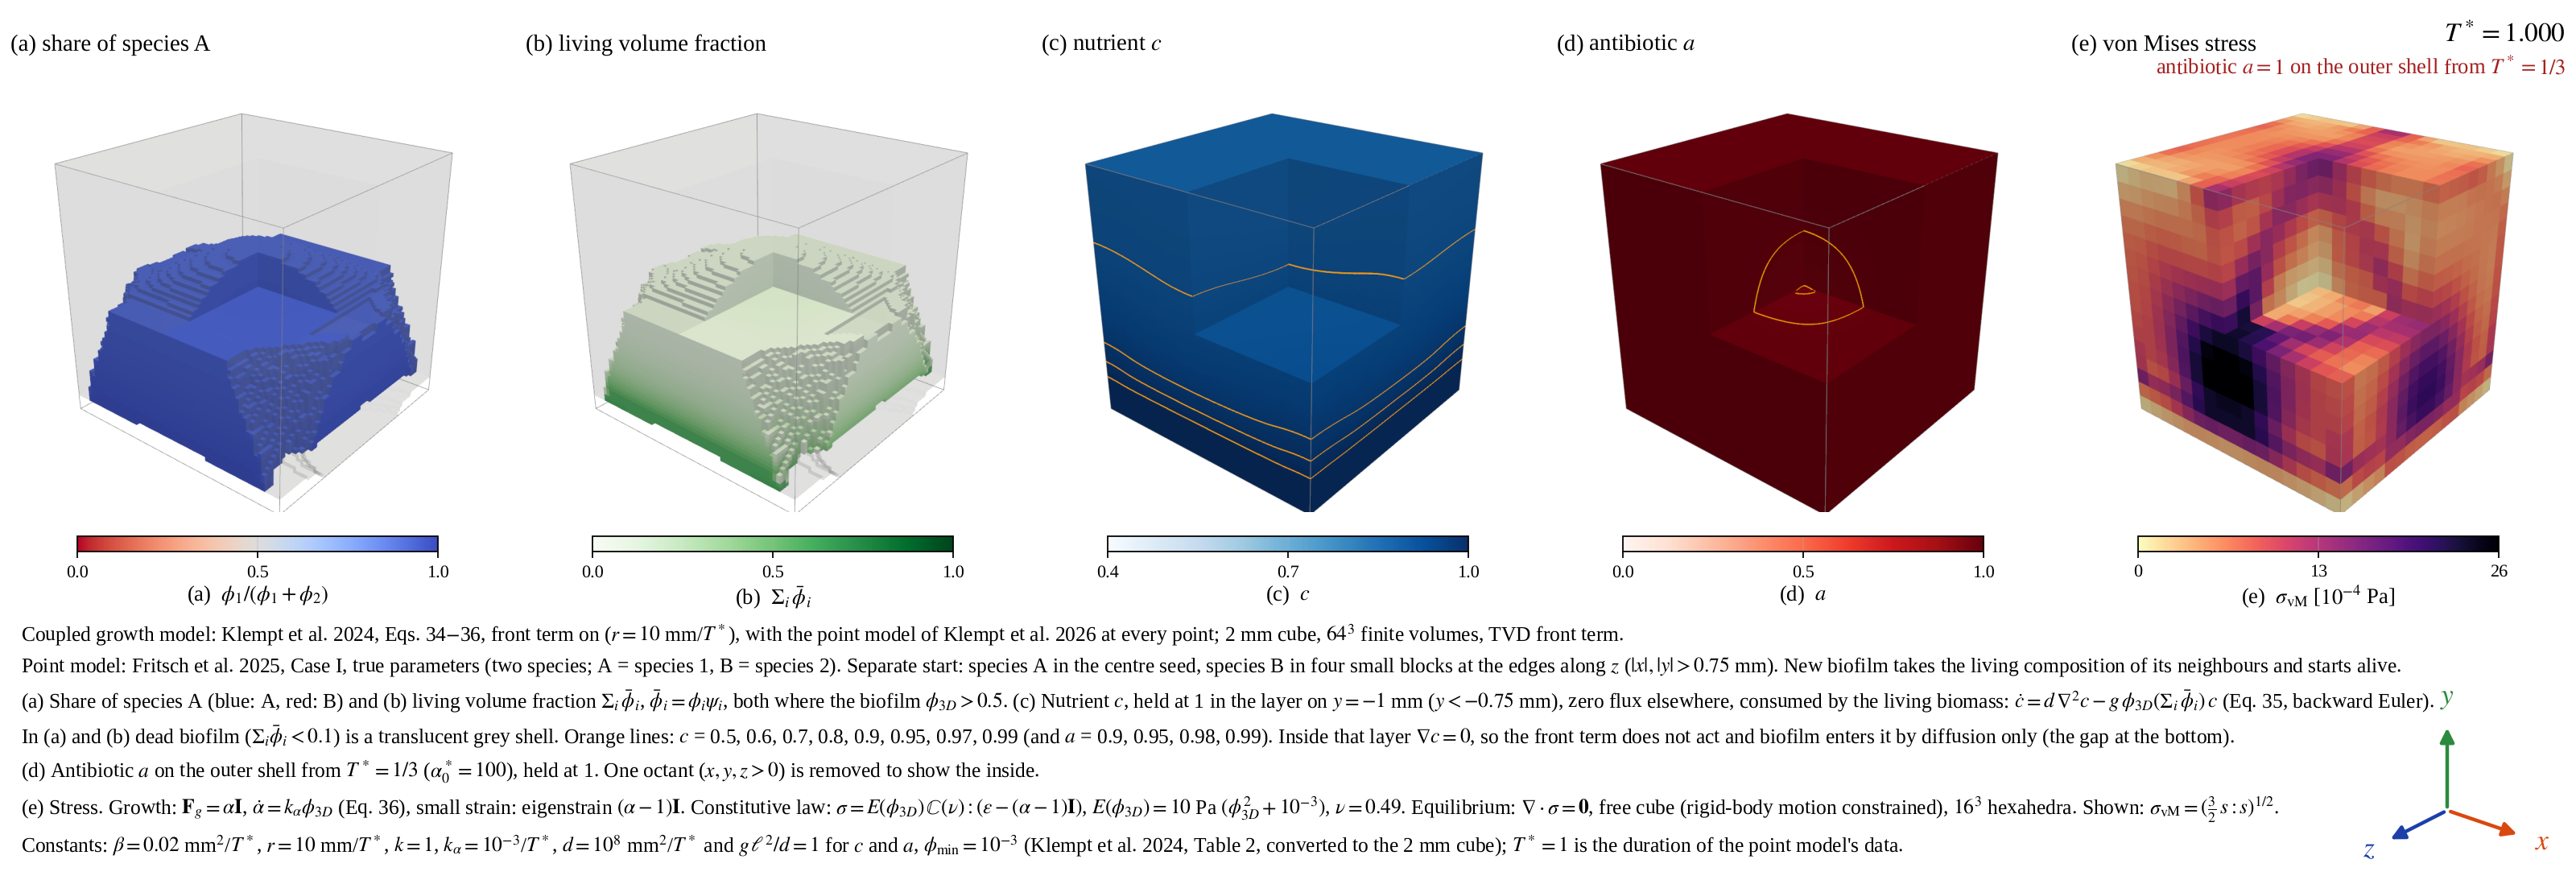 (a) share of species A
(b) living volume fraction
(c) nutrient c
(d) antibiotic a
(e) von Mises stress
T* = 1.000
antibiotic a = 1 on the outer shell from T* = 1/3
0.0 0.5 1.0
(a) ϕ₁/(ϕ₁ + ϕ₂)
0.0 0.5 1.0
(b) Σᵢ ϕ̄ᵢ
0.4 0.7 1.0
(c) c
0.0 0.5 1.0
(d) a
0 13 26
(e) σ_vM [10⁻⁴ Pa]
Coupled growth model: Klempt et al. 2024, Eqs. 34−36, front term on (r = 10 mm/T*), with the point model of Klempt et al. 2026 at every point; 2 mm cube, 64³ finite volumes, TVD front term.
Point model: Fritsch et al. 2025, Case I, true parameters (two species; A = species 1, B = species 2). Separate start: species A in the centre seed, species B in four small blocks at the edges along z (|x|, |y| > 0.75 mm). New biofilm takes the living composition of its neighbours and starts alive.
(a) Share of species A (blue: A, red: B) and (b) living volume fraction Σᵢ ϕ̄ᵢ, ϕ̄ᵢ = ϕᵢψᵢ, both where the biofilm ϕ₃D > 0.5. (c) Nutrient c, held at 1 in the layer on y = −1 mm (y < −0.75 mm), zero flux elsewhere, consumed by the living biomass: ċ = d ∇²c − g ϕ₃D(Σᵢ ϕ̄ᵢ) c (Eq. 35, backward Euler).
In (a) and (b) dead biofilm (Σᵢϕ̄ᵢ < 0.1) is a translucent grey shell. Orange lines: c = 0.5, 0.6, 0.7, 0.8, 0.9, 0.95, 0.97, 0.99 (and a = 0.9, 0.95, 0.98, 0.99). Inside that layer ∇c = 0, so the front term does not act and biofilm enters it by diffusion only (the gap at the bottom).
(d) Antibiotic a on the outer shell from T* = 1/3 (α₀* = 100), held at 1. One octant (x, y, z > 0) is removed to show the inside.
(e) Stress. Growth: F_g = αI, α̇ = k_α ϕ₃D (Eq. 36), small strain: eigenstrain (α − 1)I. Constitutive law: σ = E(ϕ₃D) ℂ(ν) : (ε − (α − 1)I), E(ϕ₃D) = 10 Pa (ϕ₃D² + 10⁻³), ν = 0.49. Equilibrium: ∇ · σ = 0, free cube (rigid-body motion constrained), 16³ hexahedra. Shown: σ_vM = (3/2 s : s)^{1/2}.
Constants: β = 0.02 mm²/T*, r = 10 mm/T*, k = 1, k_α = 10⁻³/T*, d = 10⁸ mm²/T* and gℓ²/d = 1 for c and a, ϕ_min = 10⁻³ (Klempt et al. 2024, Table 2, converted to the 2 mm cube); T* = 1 is the duration of the point model's data.
y
z
x